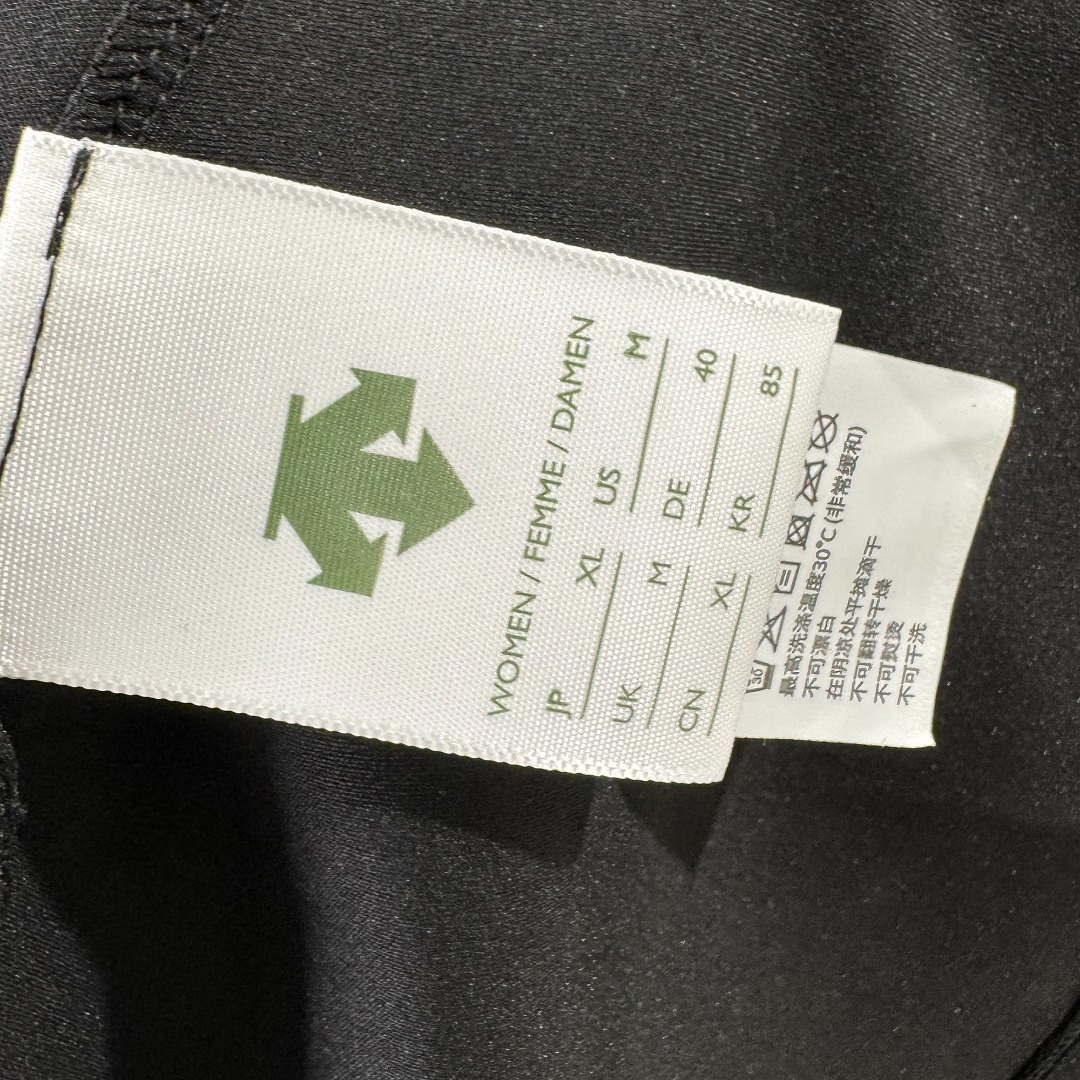 WOMEN / FEMME / DAMEN
JP XL US M
UK M DE 40
CN XL KR 85
30
最高洗涤温度30℃(非常缓和)
不可漂白
在阴凉处平摊滴干
不可翻转干燥
不可熨烫
不可干洗